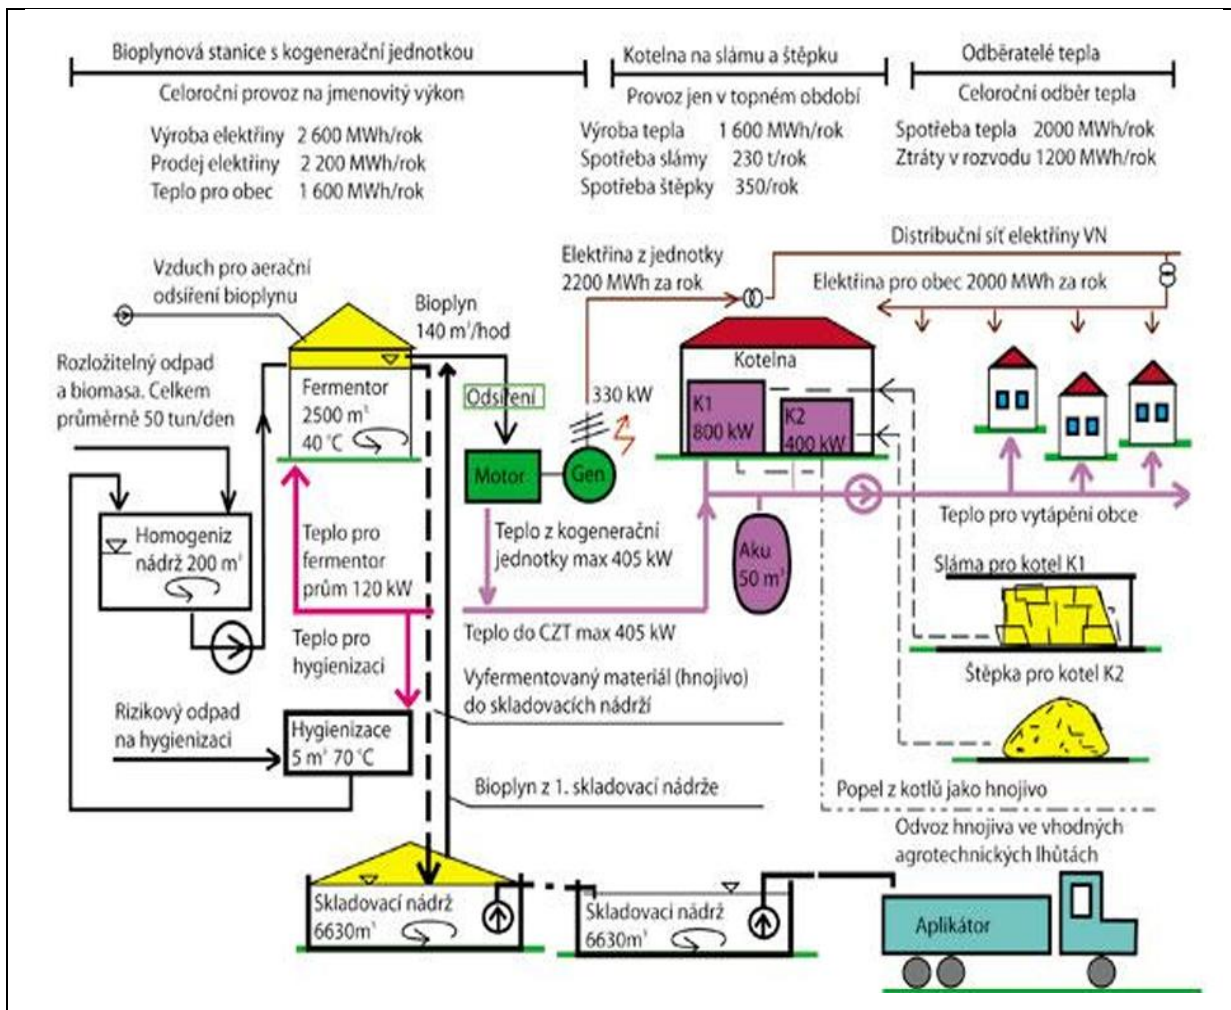 Bioplynová stanice s kogenerační jednotkou
Celoroční provoz na jmenovitý výkon
Výroba elektřiny 2 600 MWh/rok
Prodej elektřiny 2 200 MWh/rok
Teplo pro obec 1 600 MWh/rok
Kotelna na slámu a štěpku
Provoz jen v topném období
Výroba tepla 1 600 MWh/rok
Spotřeba slámy 230 t/rok
Spotřeba štěpky 350/rok
Odběratelé tepla
Celoroční odběr tepla
Spotřeba tepla 2000 MWh/rok
Ztráty v rozvodu 1200 MWh/rok
Vzduch pro aerační
odsíření bioplynu
Bioplyn
140 m³/hod
Elektřina z jednotky
2200 MWh za rok
Distribuční síť elektřiny VN
Elektřina pro obec 2000 MWh za rok
Rozložitelný odpad
a biomasa. Celkem
průměrně 50 tun/den
Fermentor
2500 m³
40 °C
Odsíření
330 kW
Kotelna
K1
800 kW
K2
400 kW
Motor
Gen
Homogeniz
nádrž 200 m³
Teplo pro
fermentor
prům 120 kW
Teplo z kogenerační
jednotky max 405 kW
Aku
50 m³
Teplo pro vytápění obce
Sláma pro kotel K1
Teplo pro
hygienizaci
Teplo do CZT max 405 kW
Štěpka pro kotel K2
Vyfermentovaný materiál (hnojivo)
do skladovacích nádrží
Rizikový odpad
na hygienizaci
Hygienizace
5 m³ 70 °C
Bioplyn z 1. skladovací nádrže
Popel z kotlů jako hnojivo
Odvoz hnojiva ve vhodných
agrotechnických lhůtách
Skladovací nádrž
6630m³
Skladovací nádrž
6630m³
Aplikátor